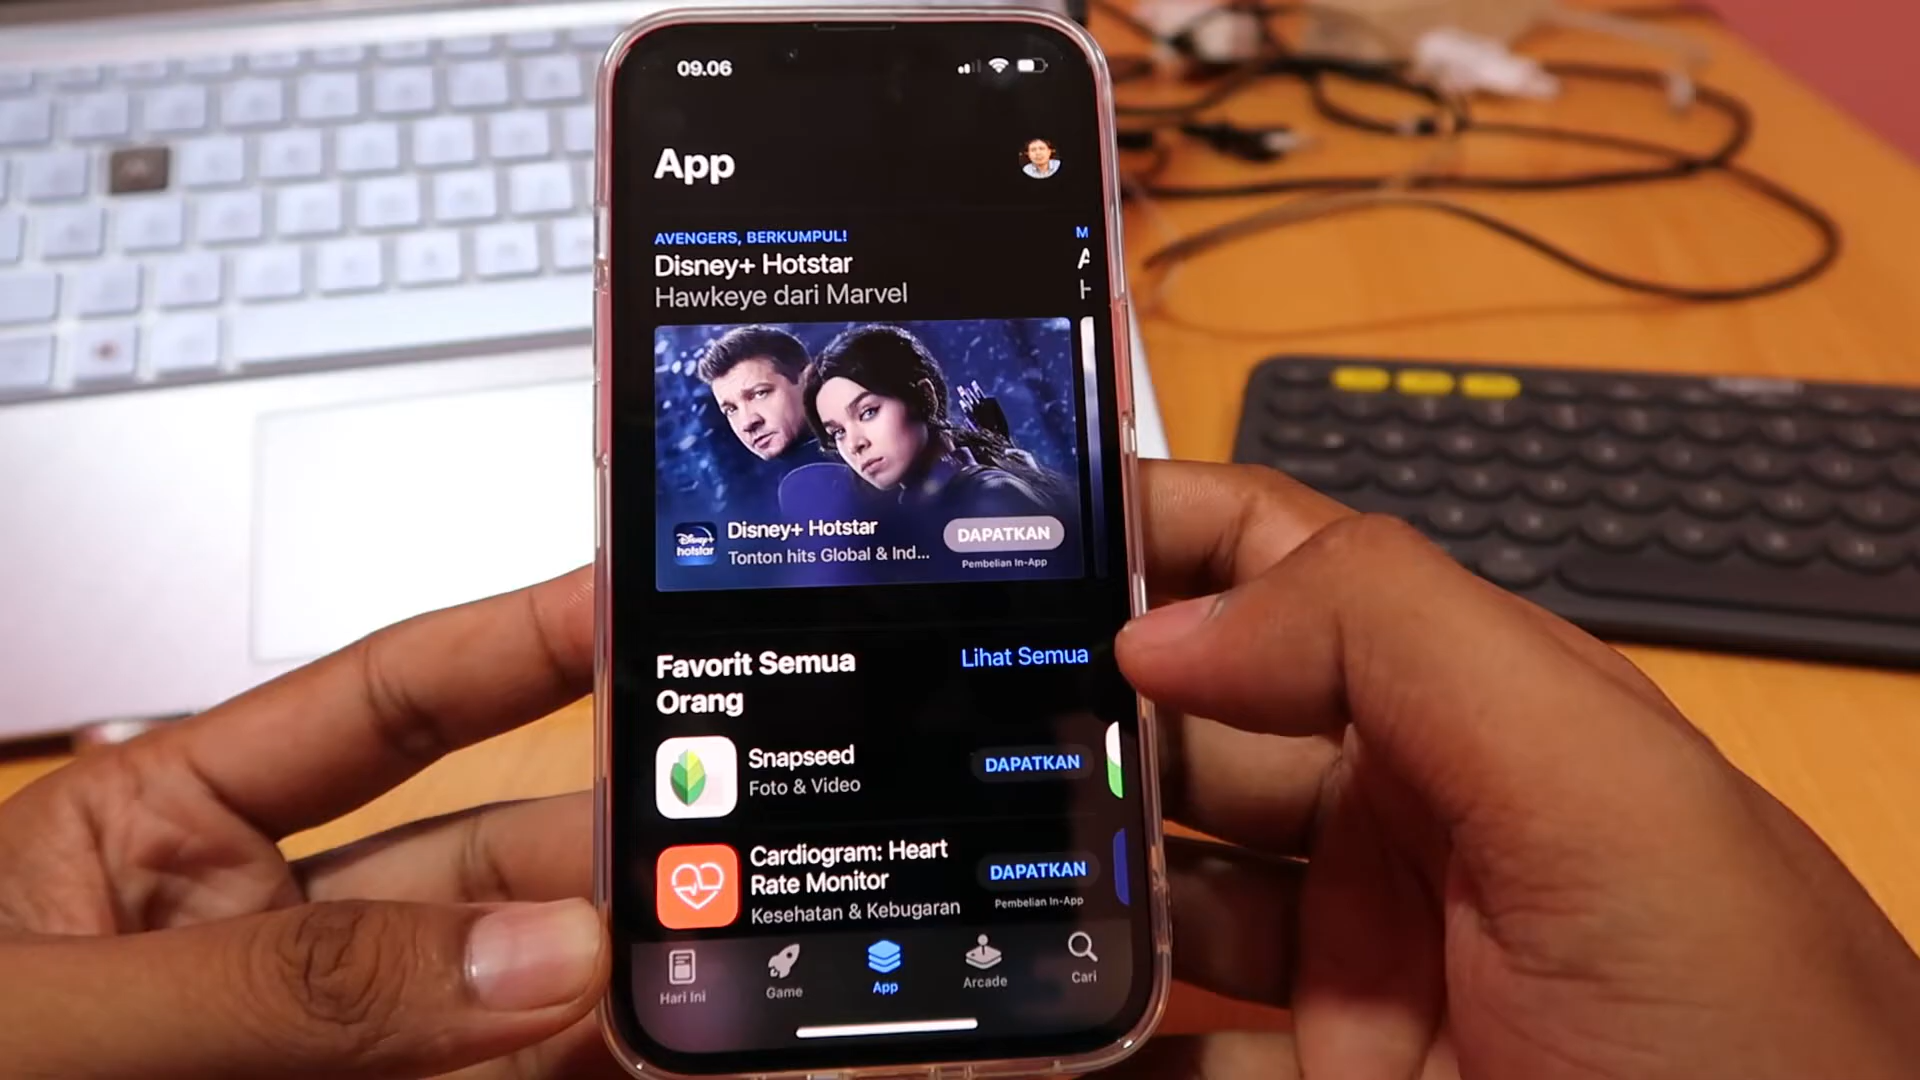 09.06
App
AVENGERS, BERKUMPUL!
M
Disney+ Hotstar
A
Hawkeye dari Marvel
H
Disney+
hotstar
Disney+ Hotstar
DAPATKAN
Tonton hits Global & Ind...
Pembelian In-App
Favorit Semua
Orang
Lihat Semua
Snapseed
DAPATKAN
Foto & Video
Cardiogram: Heart
Rate Monitor
DAPATKAN
Kesehatan & Kebugaran
Pembelian In-App
Hari Ini
Game
App
Arcade
Cari